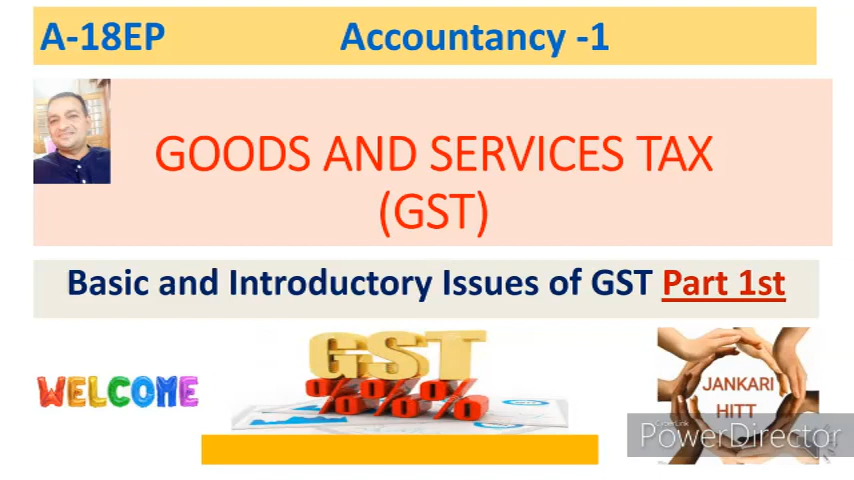 A-18EP Accountancy -1
GOODS AND SERVICES TAX
(GST)
Basic and Introductory Issues of GST Part 1st
WELCOME
GST
% % % %
JANKARI
HITT
CyberLink
PowerDirector